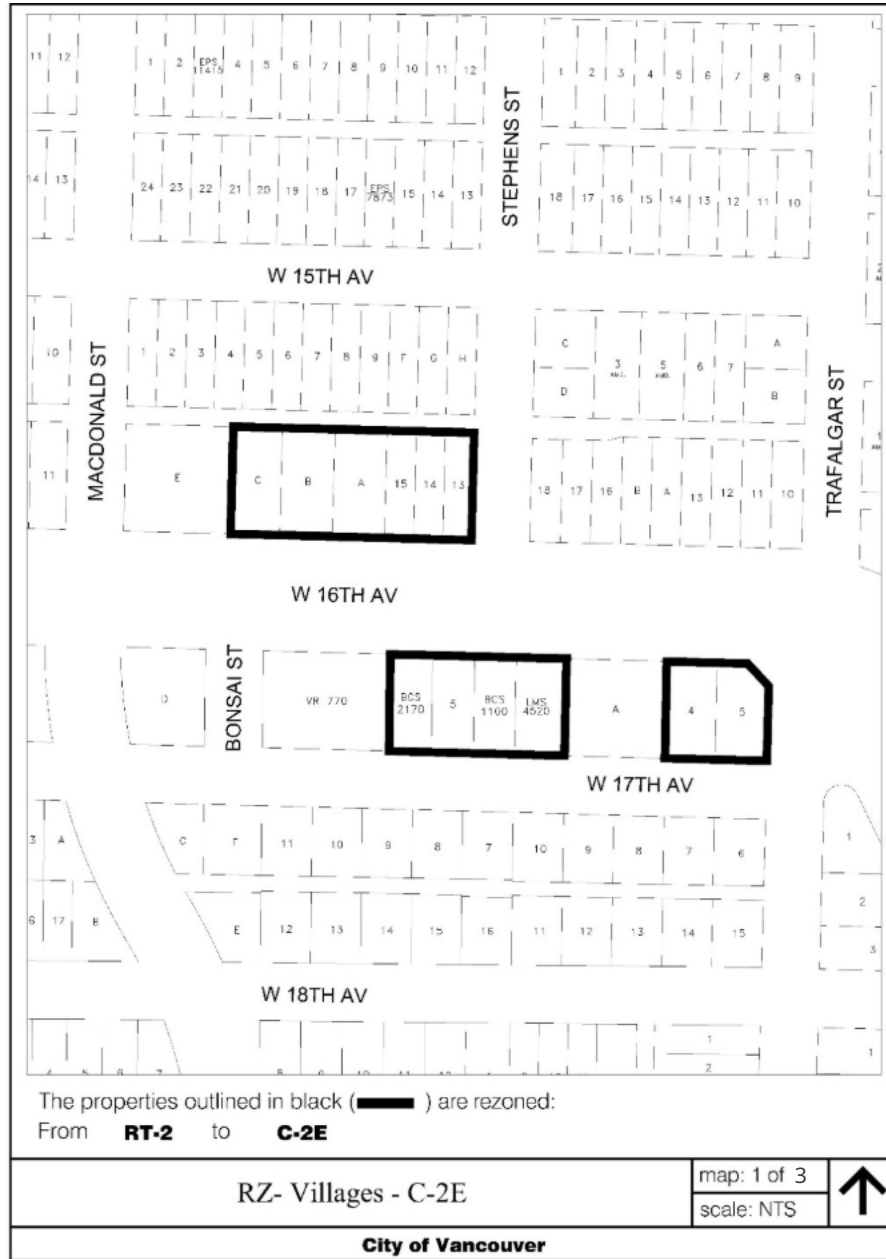 11 12 1 2 EPS 11415 4 5 6 7 8 9 10 11 12 1 2 3 4 5 6 7 8 9
STEPHENS ST
14 13 24 23 22 21 20 19 18 17 EPS 7873 15 14 13 18 17 16 15 14 13 12 11 10
W 15TH AV
MACDONALD ST
TRAFALGAR ST
10 1 2 3 4 5 6 7 8 9 F G H C 3 5 6 7 A
D B
11 E C B A 15 14 13 18 17 16 B A 13 12 11 10
W 16TH AV
BONSAI ST
D VR 770 BCS 2170 5 BCS 1100 LMS 4520 A 4 5
W 17TH AV
3 A C F 11 10 9 8 7 10 9 8 7 6 1
2
6 17 B E 12 13 14 15 16 11 12 13 14 15 3
W 18TH AV
1 1
2
The properties outlined in black ( ) are rezoned:
From RT-2 to C-2E
RZ- Villages - C-2E
map: 1 of 3
scale: NTS
City of Vancouver